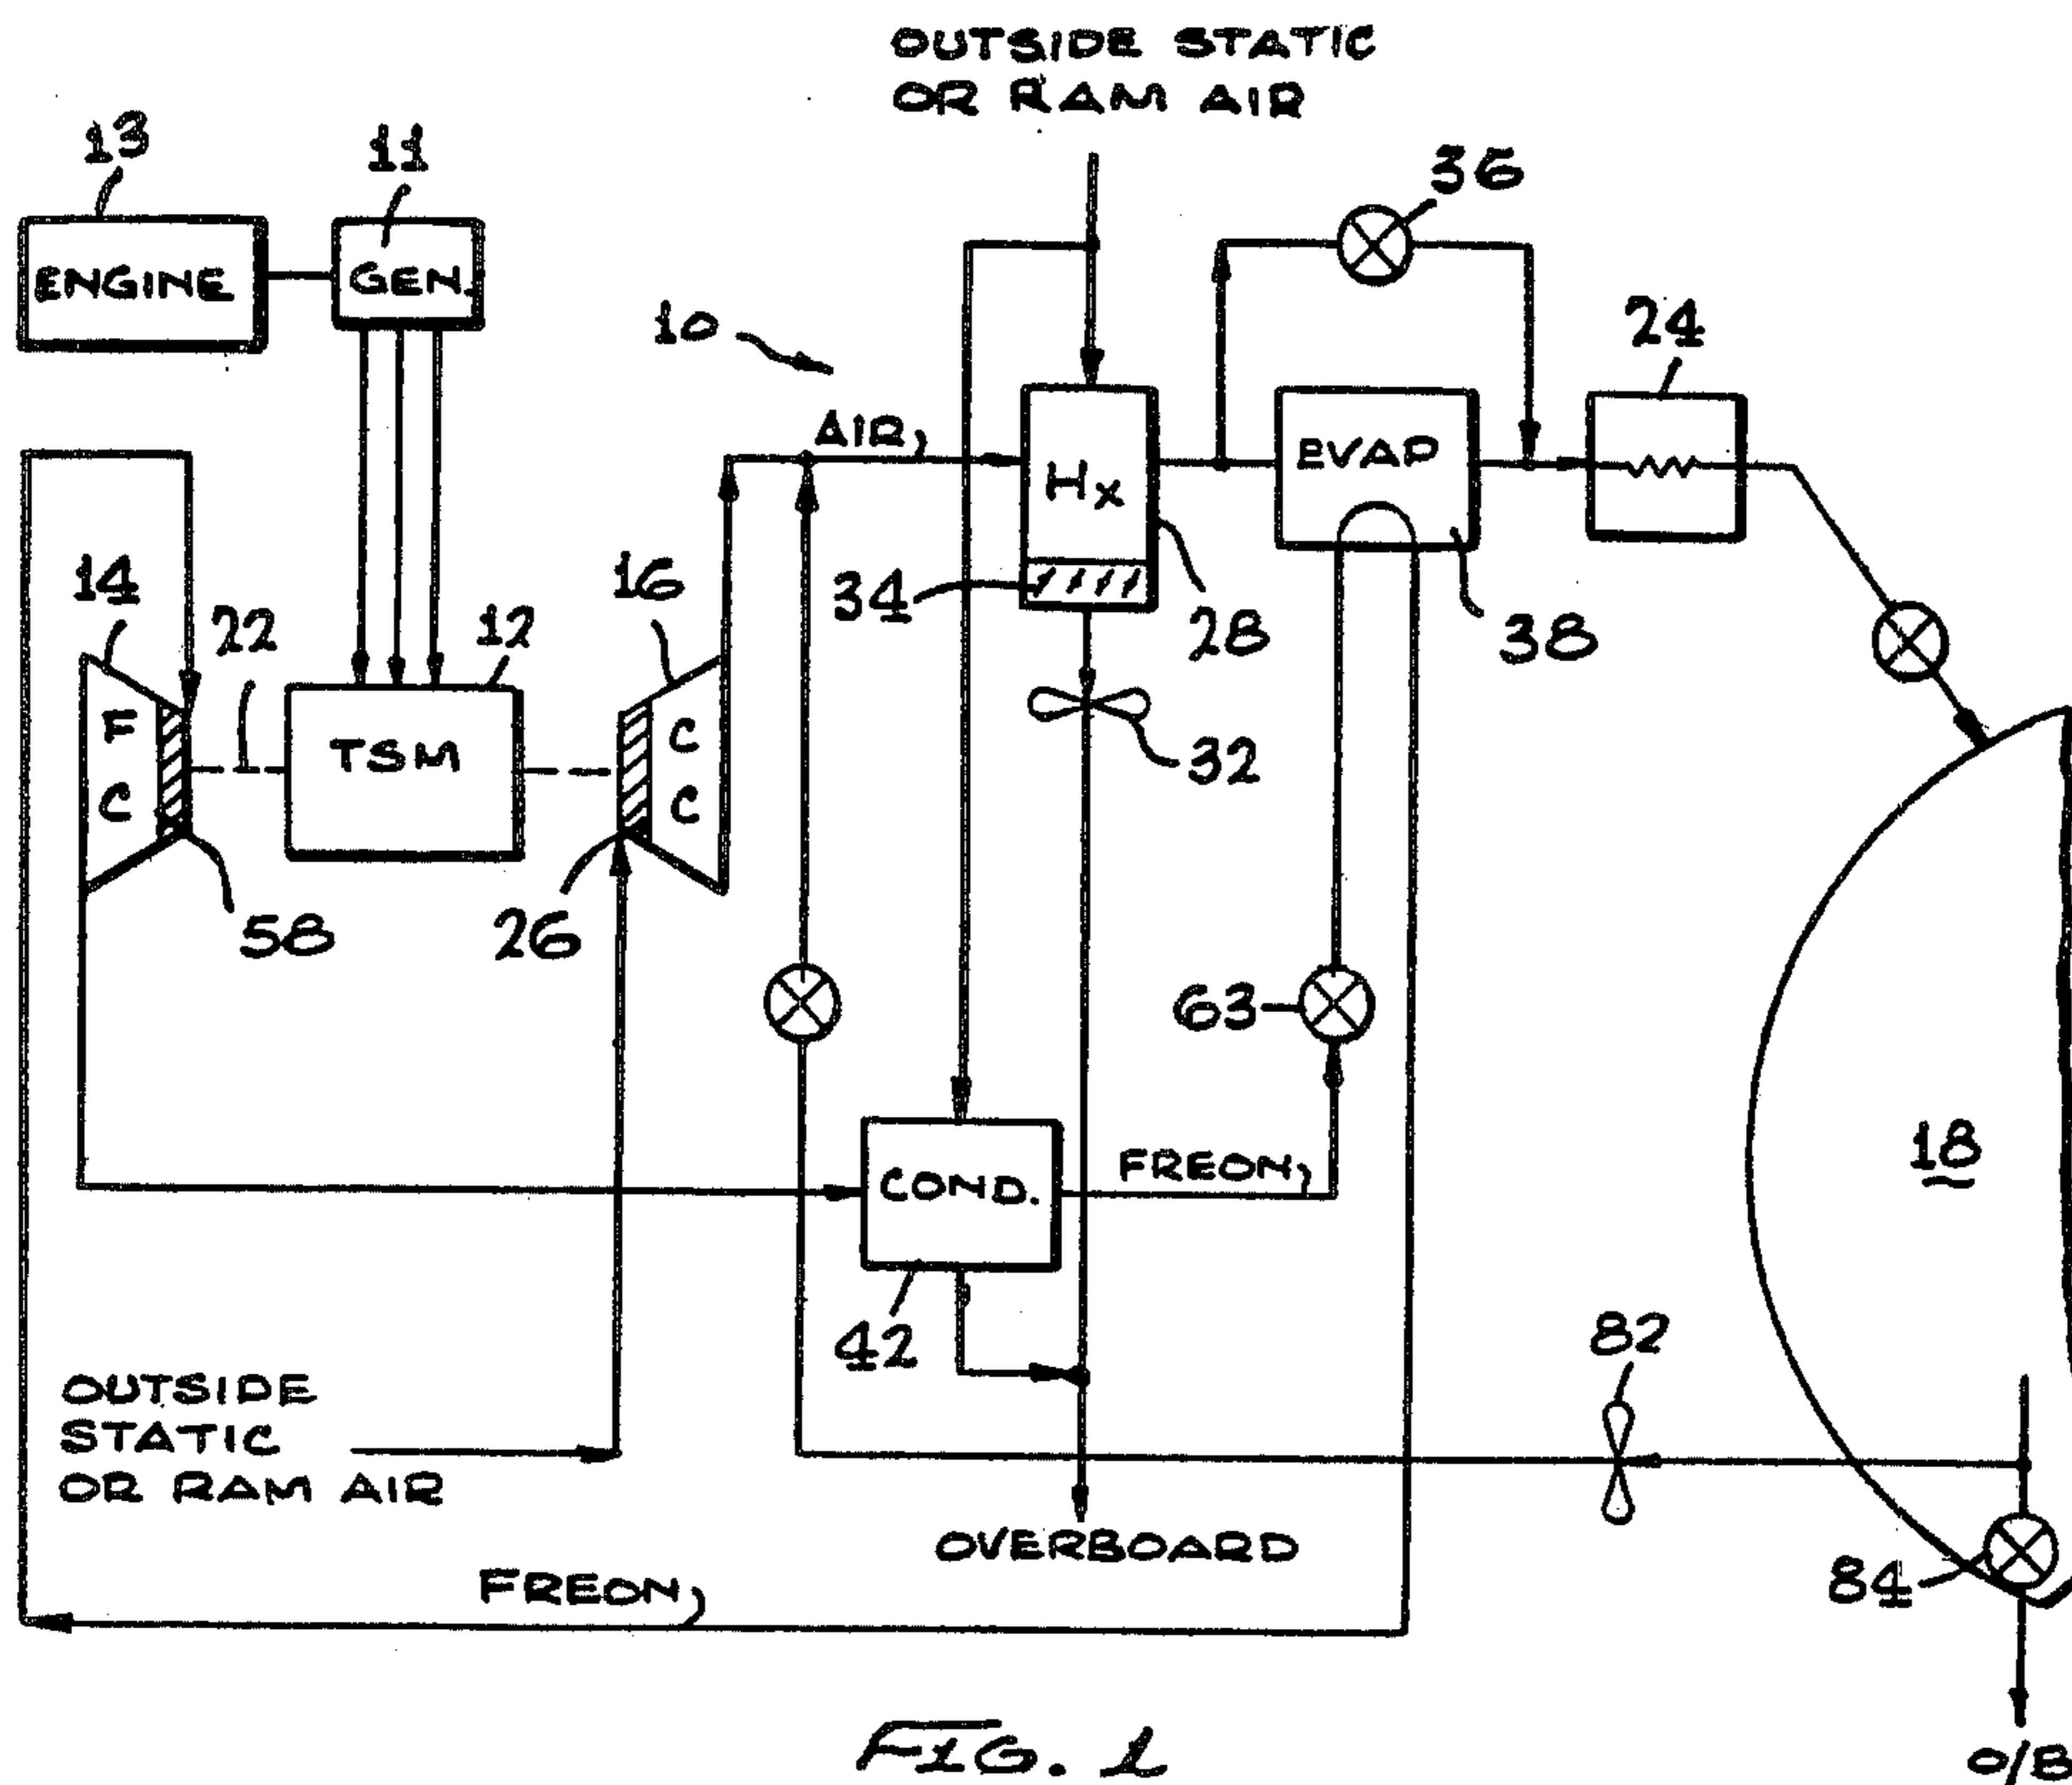 OUTSIDE STATIC
OR RAM AIR
13
11
36
ENGINE
GEN.
10
24
AIR
EVAP
Hx
14
22
12
16
34
28
38
F
C
TSM
C
C
32
58
26
63
18
COND.
FREON
42
82
OUTSIDE
STATIC
OR RAM AIR
OVERBOARD
84
FREON
FIG. 1
O/B